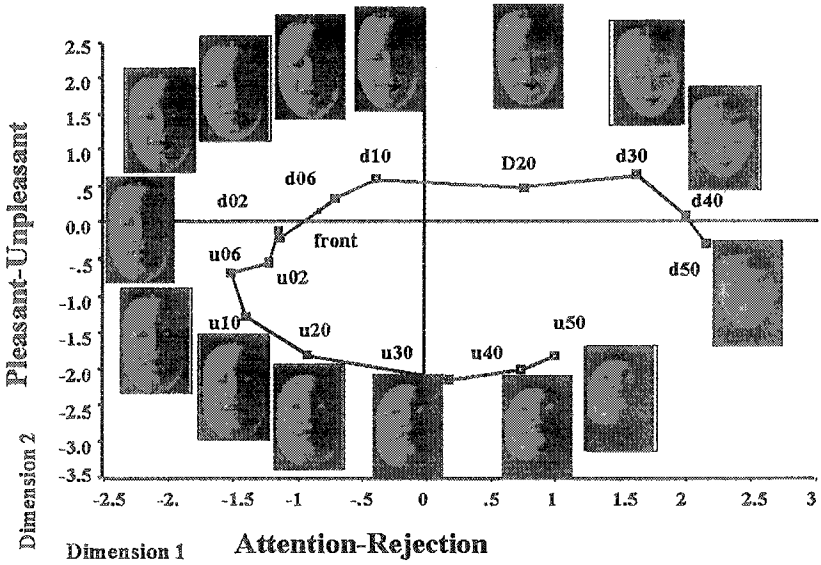 2.5
2.0
1.5
1.0
.5
0.0
-.5
-1.0
-1.5
-2.0
-2.5
-3.0
-3.5
Pleasant-Unpleasant
Dimension 2
d10
D20
d30
d06
d40
d02
front
d50
u06
u02
u10
u20
u30
u40
u50
-2.5
-2.
-1.5
-1
-.5
0
.5
1
1.5
2
2.5
3
Dimension 1
Attention-Rejection